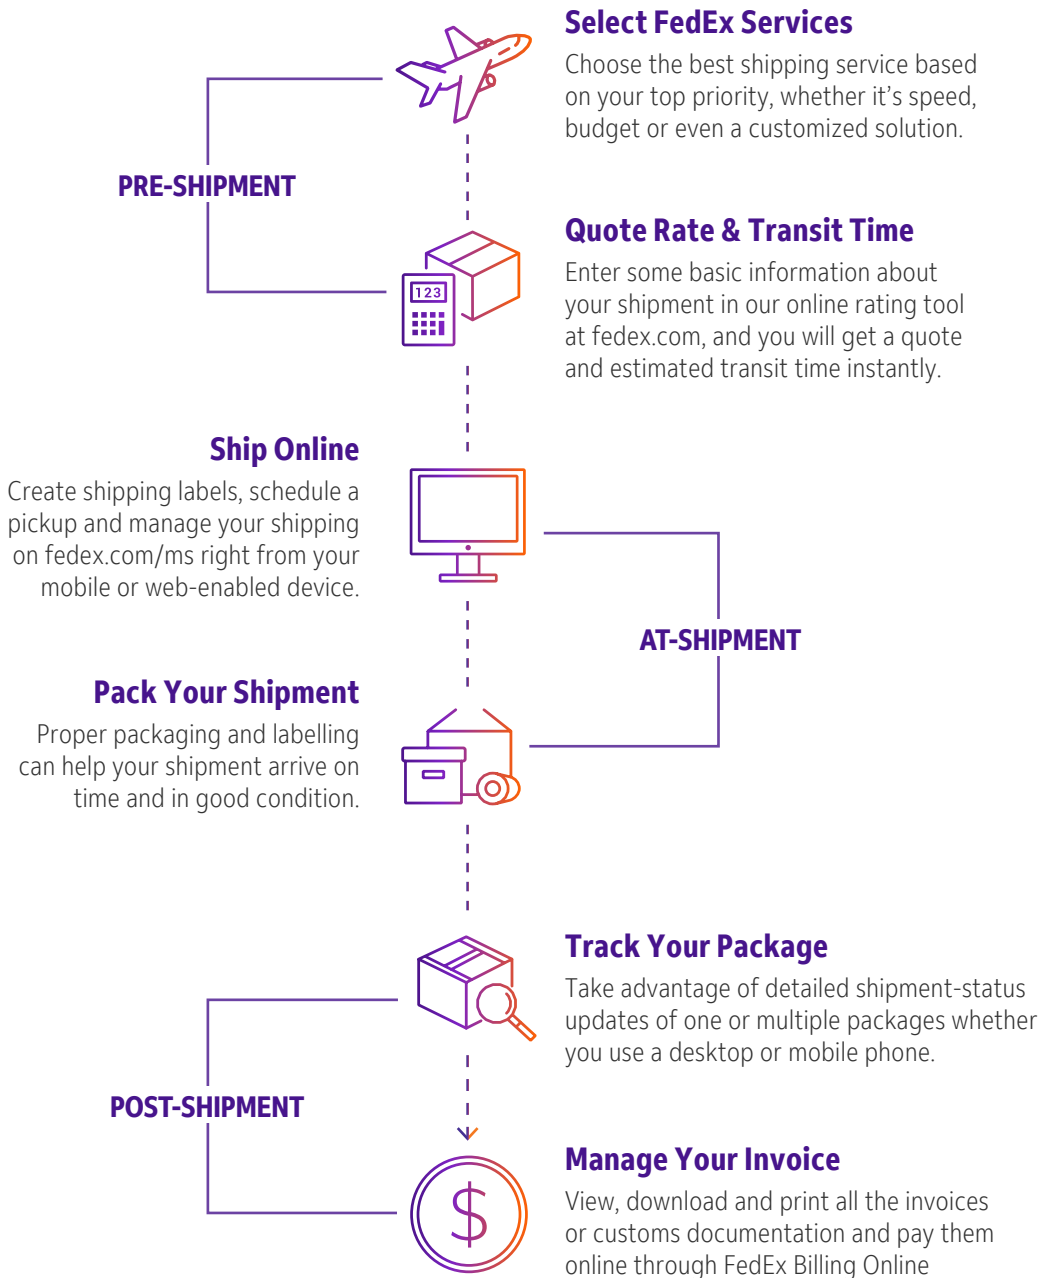 Select FedEx Services
Choose the best shipping service based
on your top priority, whether it’s speed,
budget or even a customized solution.
PRE-SHIPMENT
Quote Rate & Transit Time
Enter some basic information about
your shipment in our online rating tool
at fedex.com, and you will get a quote
and estimated transit time instantly.
123
Ship Online
Create shipping labels, schedule a
pickup and manage your shipping
on fedex.com/ms right from your
mobile or web-enabled device.
AT-SHIPMENT
Pack Your Shipment
Proper packaging and labelling
can help your shipment arrive on
time and in good condition.
Track Your Package
Take advantage of detailed shipment-status
updates of one or multiple packages whether
you use a desktop or mobile phone.
POST-SHIPMENT
Manage Your Invoice
View, download and print all the invoices
or customs documentation and pay them
online through FedEx Billing Online
$